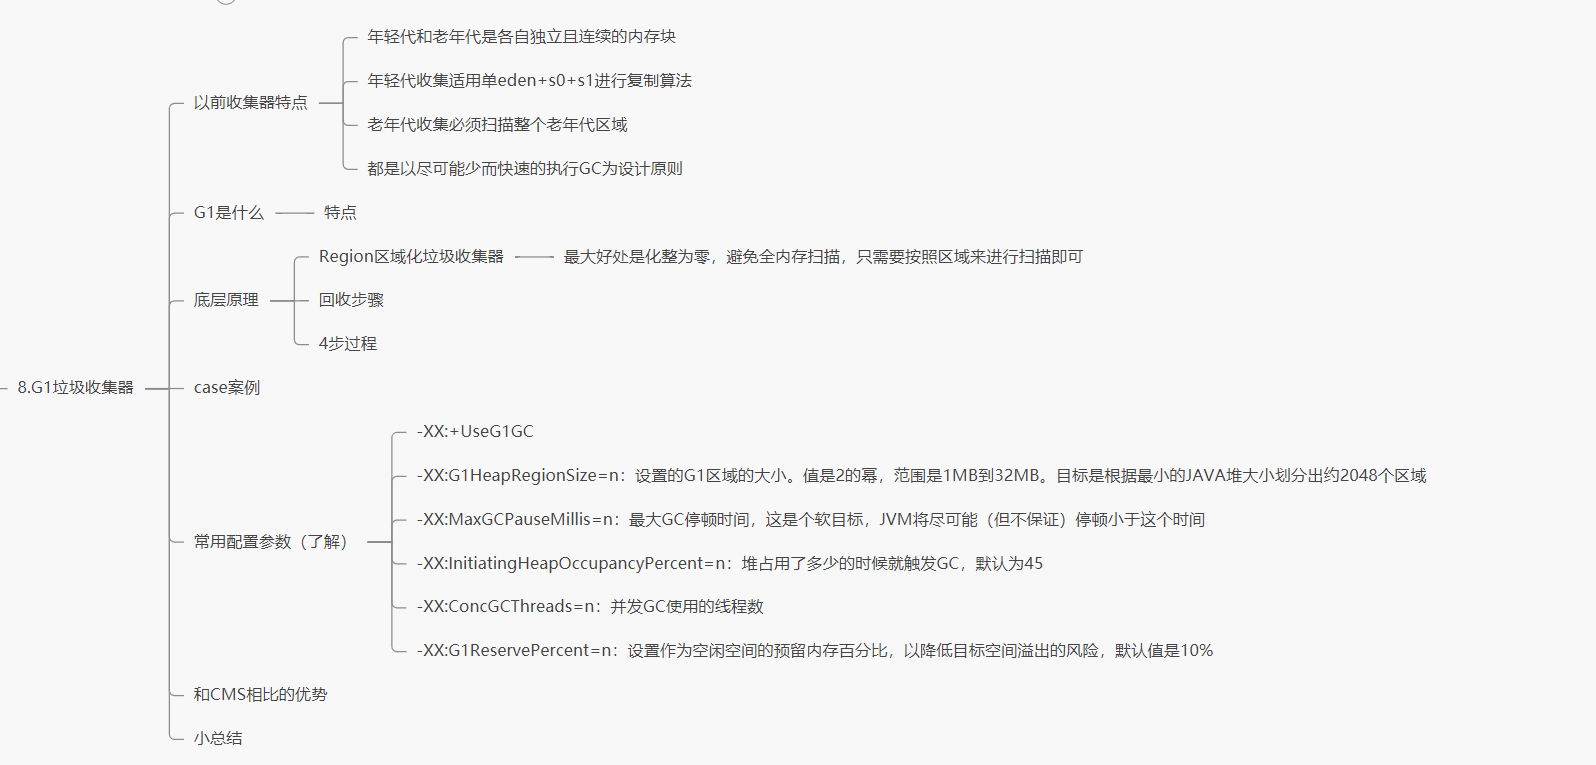 以前收集器特点
年轻代和老年代是各自独立且连续的内存块
年轻代收集适用单eden+s0+s1进行复制算法
老年代收集必须扫描整个老年代区域
都是以尽可能少而快速的执行GC为设计原则
G1是什么
特点
底层原理
Region区域化垃圾收集器
最大好处是化整为零，避免全内存扫描，只需要按照区域来进行扫描即可
回收步骤
4步过程
8.G1垃圾收集器
case案例
常用配置参数（了解）
-XX:+UseG1GC
-XX:G1HeapRegionSize=n：设置的G1区域的大小。值是2的幂，范围是1MB到32MB。目标是根据最小的JAVA堆大小划分出约2048个区域
-XX:MaxGCPauseMillis=n：最大GC停顿时间，这是个软目标，JVM将尽可能（但不保证）停顿小于这个时间
-XX:InitiatingHeapOccupancyPercent=n：堆占用了多少的时候就触发GC，默认为45
-XX:ConcGCThreads=n：并发GC使用的线程数
-XX:G1ReservePercent=n：设置作为空闲空间的预留内存百分比，以降低目标空间溢出的风险，默认值是10%
和CMS相比的优势
小总结